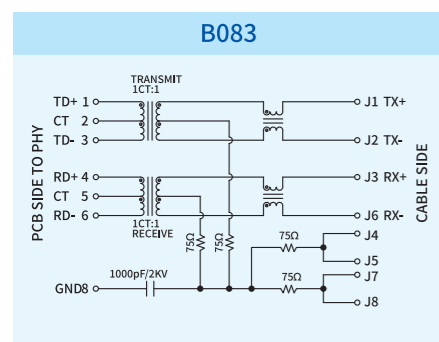 B083
TRANSMIT
1CT:1
TD+ 1
CT 2
TD- 3
J1 TX+
J2 TX-
RD+ 4
CT 5
RD- 6
J3 RX+
J6 RX-
1CT:1
RECEIVE
PCB SIDE TO PHY
CABLE SIDE
75Ω
75Ω
75Ω
J4
J5
1000pF/2KV
75Ω
GND8
J7
J8